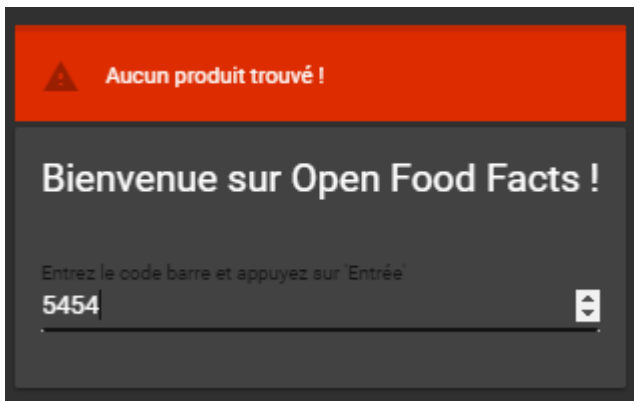 Aucun produit trouvé !
Bienvenue sur Open Food Facts !
Entrez le code barre et appuyez sur 'Entrée'
5454